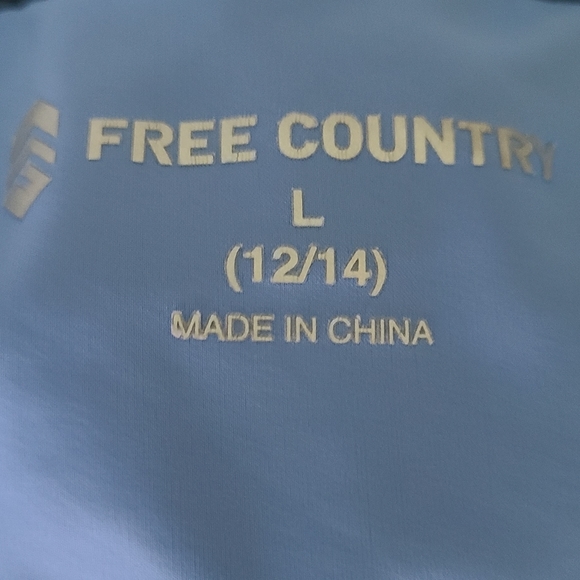 FREE COUNTRY
L
(12/14)
MADE IN CHINA